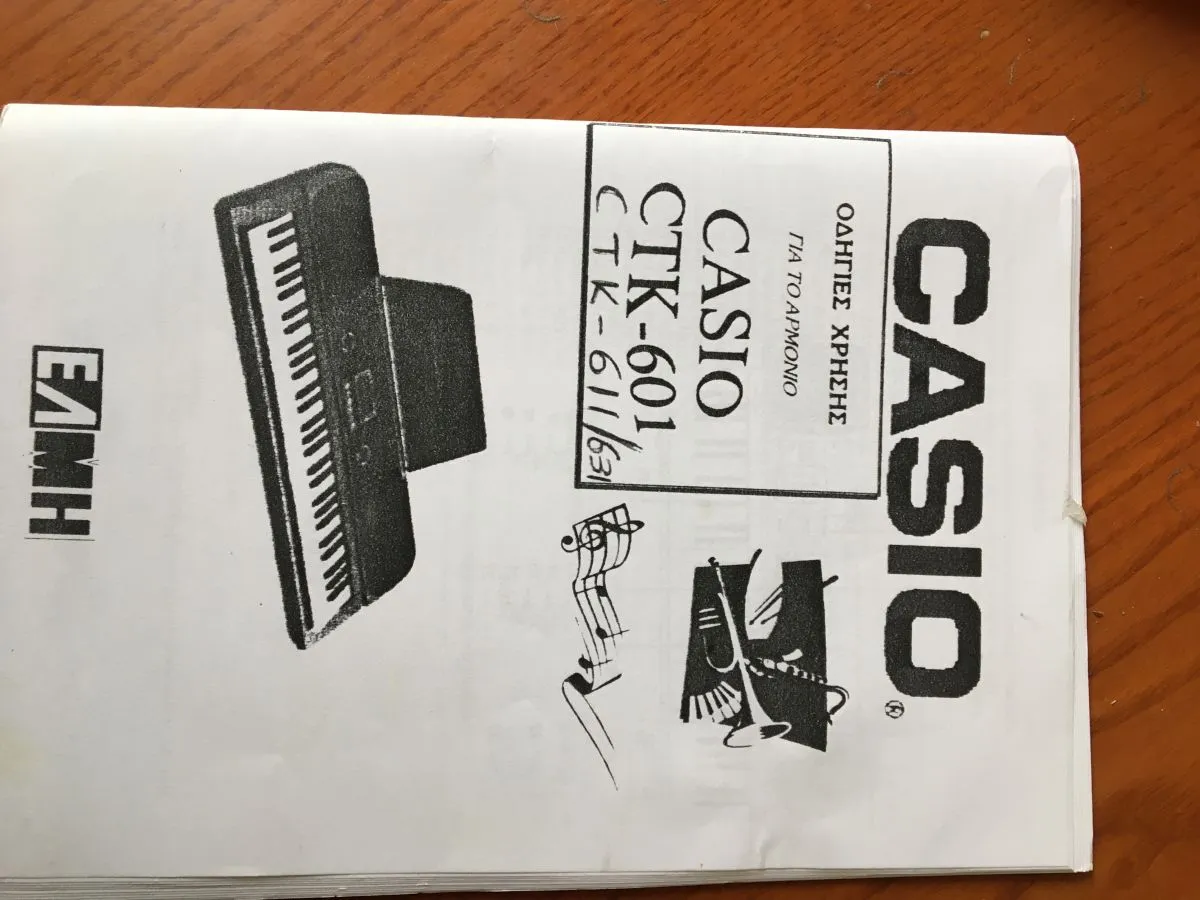 CASIO®
ΟΔΗΓΙΕΣ ΧΡΗΣΗΣ
ΓΙΑ ΤΟ ΑΡΜΟΝΙΟ
CASIO
CTK-601
CTK-611/631
ΕΛΜΗ